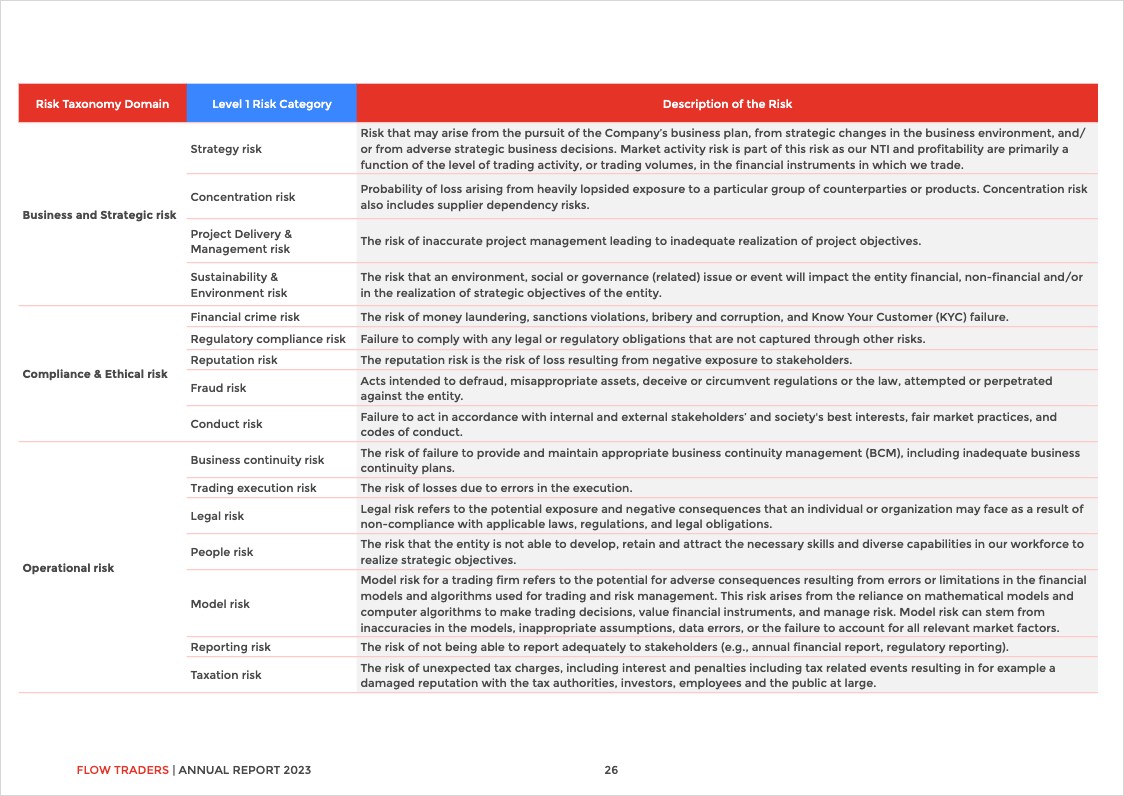 Risk Taxonomy Domain
Level 1 Risk Category
Description of the Risk
Business and Strategic risk
Strategy risk
Risk that may arise from the pursuit of the Company's business plan, from strategic changes in the business environment, and/
or from adverse strategic business decisions. Market activity risk is part of this risk as our NTI and profitability are primarily a
function of the level of trading activity, or trading volumes, in the financial instruments in which we trade.
Concentration risk
Probability of loss arising from heavily lopsided exposure to a particular group of counterparties or products. Concentration risk
also includes supplier dependency risks.
Project Delivery &
Management risk
The risk of inaccurate project management leading to inadequate realization of project objectives.
Sustainability &
Environment risk
The risk that an environment, social or governance (related) issue or event will impact the entity financial, non-financial and/or
in the realization of strategic objectives of the entity.
Compliance & Ethical risk
Financial crime risk
The risk of money laundering, sanctions violations, bribery and corruption, and Know Your Customer (KYC) failure.
Regulatory compliance risk
Failure to comply with any legal or regulatory obligations that are not captured through other risks.
Reputation risk
The reputation risk is the risk of loss resulting from negative exposure to stakeholders.
Fraud risk
Acts intended to defraud, misappropriate assets, deceive or circumvent regulations or the law, attempted or perpetrated
against the entity.
Conduct risk
Failure to act in accordance with internal and external stakeholders' and society's best interests, fair market practices, and
codes of conduct.
Operational risk
Business continuity risk
The risk of failure to provide and maintain appropriate business continuity management (BCM), including inadequate business
continuity plans.
Trading execution risk
The risk of losses due to errors in the execution.
Legal risk
Legal risk refers to the potential exposure and negative consequences that an individual or organization may face as a result of
non-compliance with applicable laws, regulations, and legal obligations.
People risk
The risk that the entity is not able to develop, retain and attract the necessary skills and diverse capabilities in our workforce to
realize strategic objectives.
Model risk
Model risk for a trading firm refers to the potential for adverse consequences resulting from errors or limitations in the financial
models and algorithms used for trading and risk management. This risk arises from the reliance on mathematical models and
computer algorithms to make trading decisions, value financial instruments, and manage risk. Model risk can stem from
inaccuracies in the models, inappropriate assumptions, data errors, or the failure to account for all relevant market factors.
Reporting risk
The risk of not being able to report adequately to stakeholders (e.g., annual financial report, regulatory reporting).
Taxation risk
The risk of unexpected tax charges, including interest and penalties including tax related events resulting in for example a
damaged reputation with the tax authorities, investors, employees and the public at large.
FLOW TRADERS | ANNUAL REPORT 2023
26